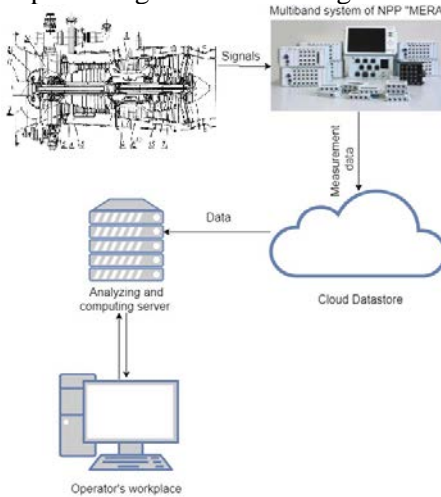 Multiband system of NPP "MERA"
Signals
Measurement
data
Data
Analyzing and
computing server
Cloud Datastore
Operator's workplace